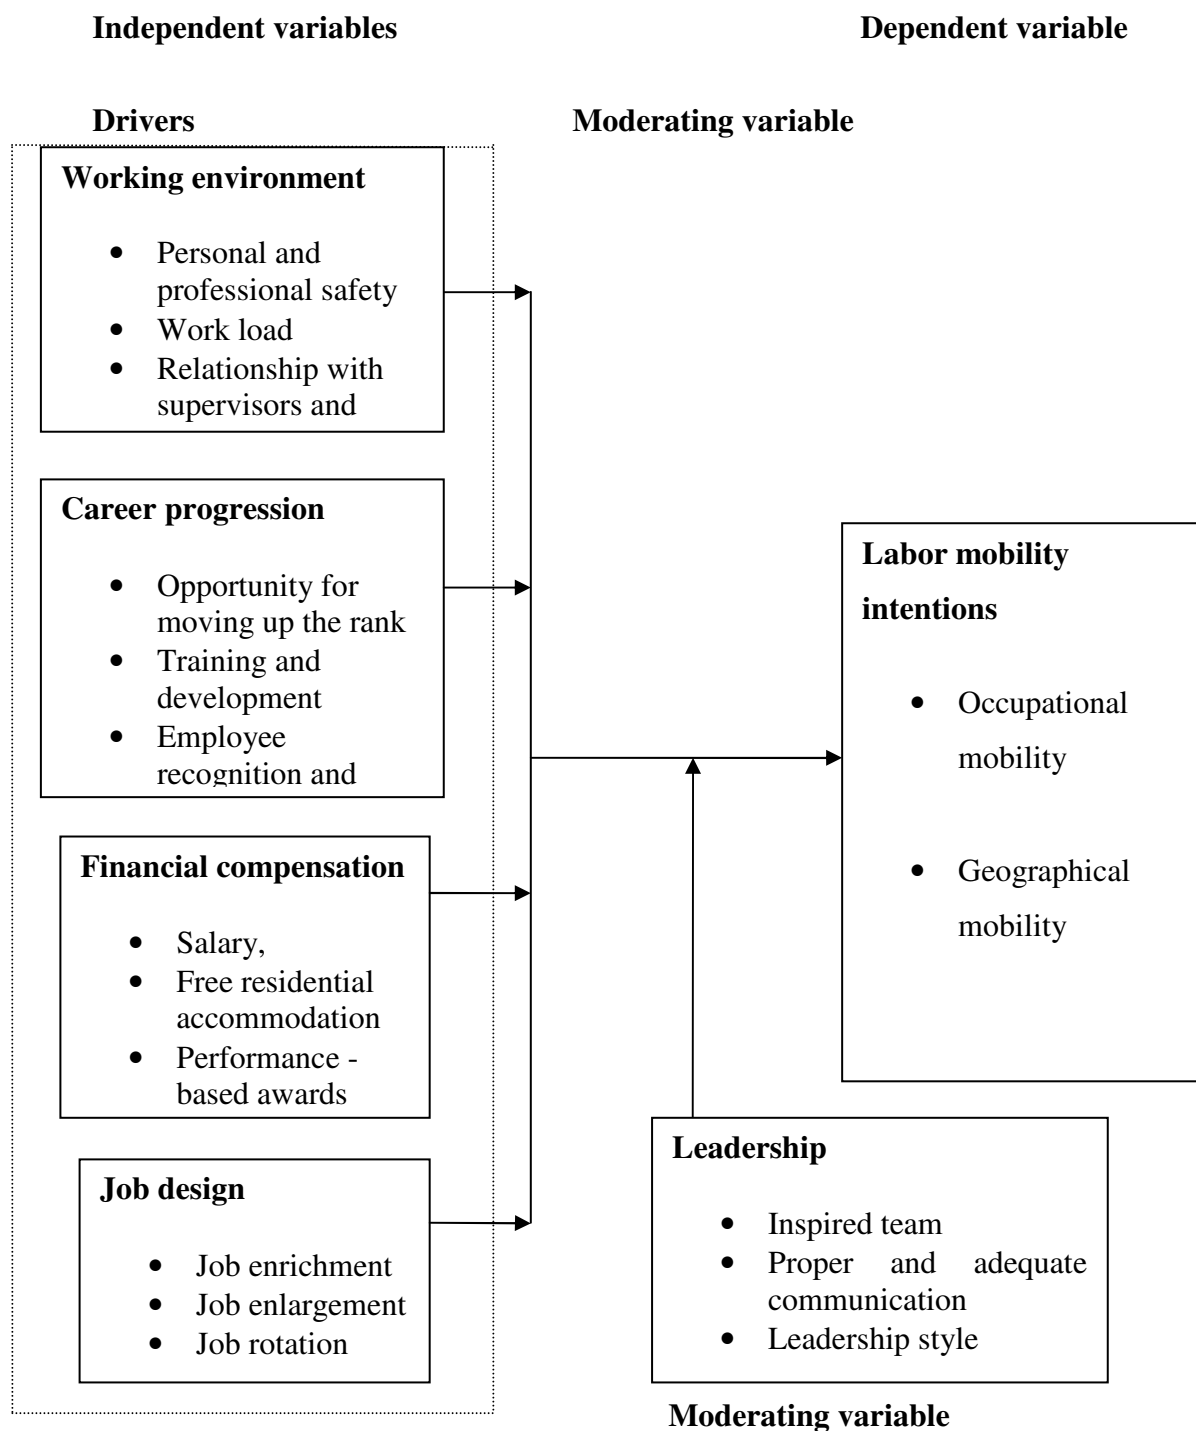 Independent variables
Dependent variable
Drivers
Moderating variable
Working environment
• Personal and
professional safety
• Work load
• Relationship with
supervisors and
Career progression
• Opportunity for
moving up the rank
• Training and
development
• Employee
recognition and
Financial compensation
• Salary,
• Free residential
accommodation
• Performance -
based awards
Job design
• Job enrichment
• Job enlargement
• Job rotation
Labor mobility
intentions
• Occupational
mobility
• Geographical
mobility
Leadership
• Inspired team
• Proper and adequate
communication
• Leadership style
Moderating variable